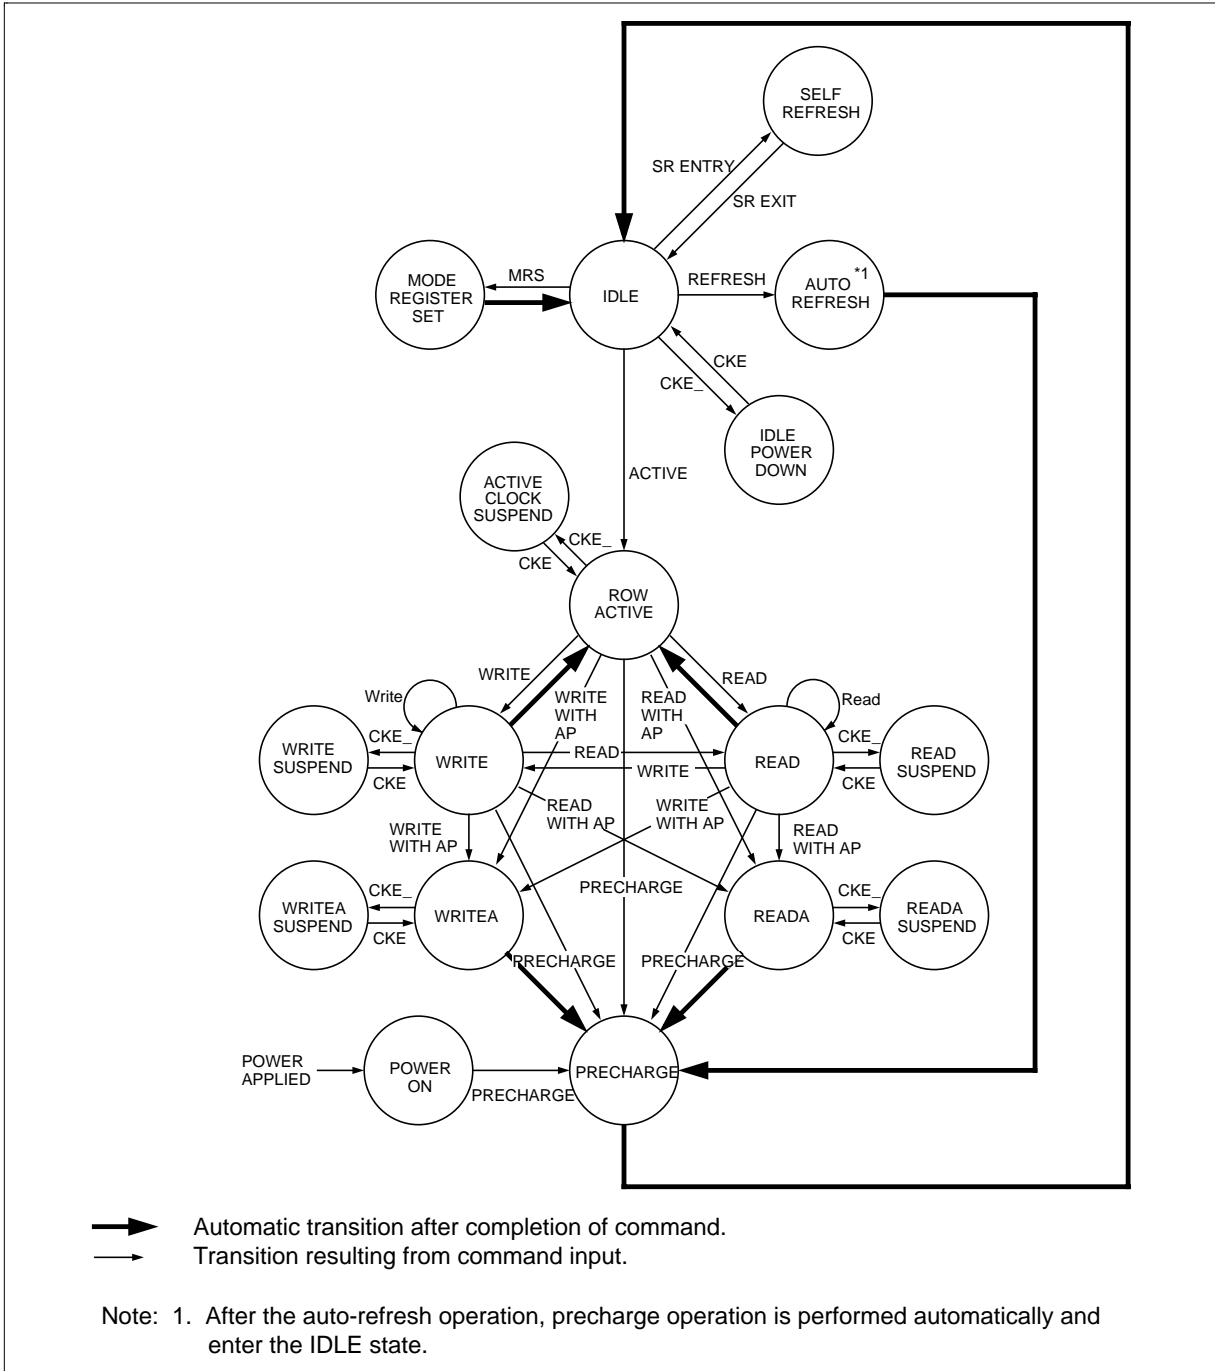 SELF
REFRESH
SR ENTRY
SR EXIT
MODE
REGISTER
SET
MRS
IDLE
REFRESH
AUTO *1
REFRESH
CKE
CKE_
IDLE
POWER
DOWN
ACTIVE
ACTIVE
CLOCK
SUSPEND
CKE_
CKE
ROW
ACTIVE
WRITE
WRITE
WITH
AP
READ
WITH
AP
READ
Write
Read
WRITE
SUSPEND
CKE_
CKE
WRITE
READ
WRITE
READ
CKE_
CKE
READ
SUSPEND
WRITE
WITH AP
READ
WITH AP
WRITE
WITH AP
READ
WITH AP
PRECHARGE
WRITEA
SUSPEND
CKE_
CKE
WRITEA
READA
CKE_
CKE
READA
SUSPEND
PRECHARGE
PRECHARGE
POWER
APPLIED
POWER
ON
PRECHARGE
PRECHARGE
Automatic transition after completion of command.
Transition resulting from command input.
Note: 1. After the auto-refresh operation, precharge operation is performed automatically and
enter the IDLE state.